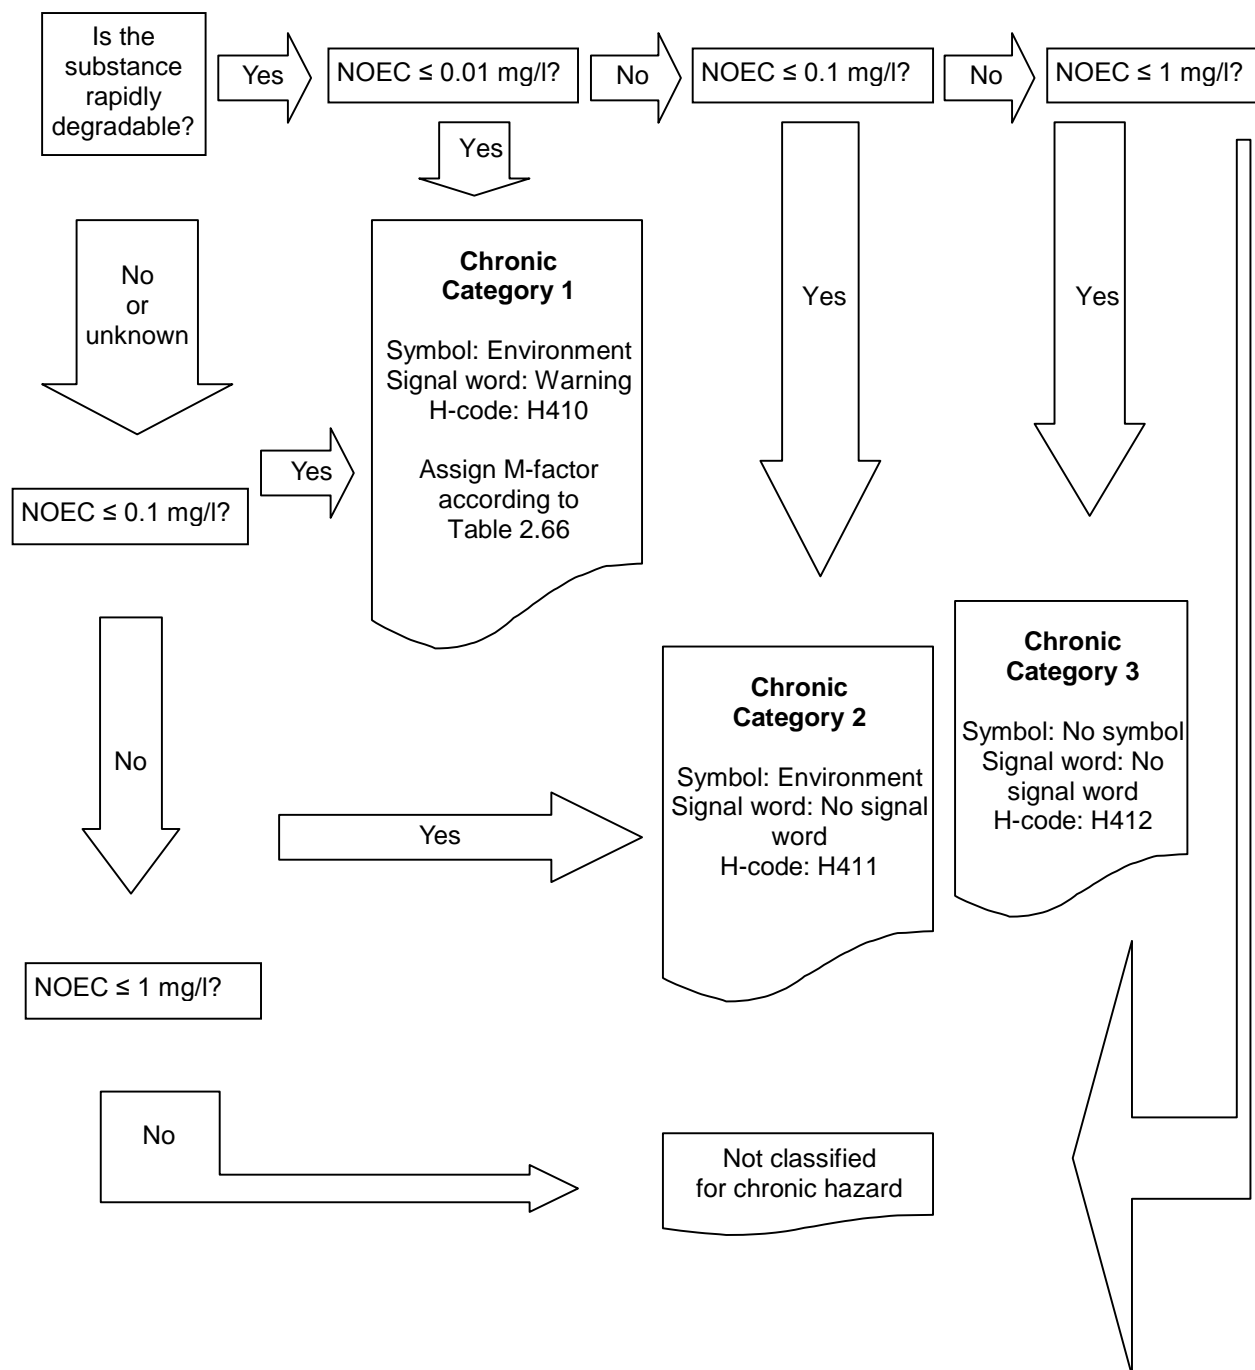 Is the
substance
rapidly
degradable?
Yes
NOEC ≤ 0.01 mg/l?
No
NOEC ≤ 0.1 mg/l?
No
NOEC ≤ 1 mg/l?
Yes
No
or
unknown
Chronic
Category 1
Symbol: Environment
Signal word: Warning
H-code: H410
Assign M-factor
according to
Table 2.66
Yes
Yes
Yes
NOEC ≤ 0.1 mg/l?
No
Chronic
Category 2
Symbol: Environment
Signal word: No signal
word
H-code: H411
Chronic
Category 3
Symbol: No symbol
Signal word: No
signal word
H-code: H412
Yes
NOEC ≤ 1 mg/l?
No
Not classified
for chronic hazard